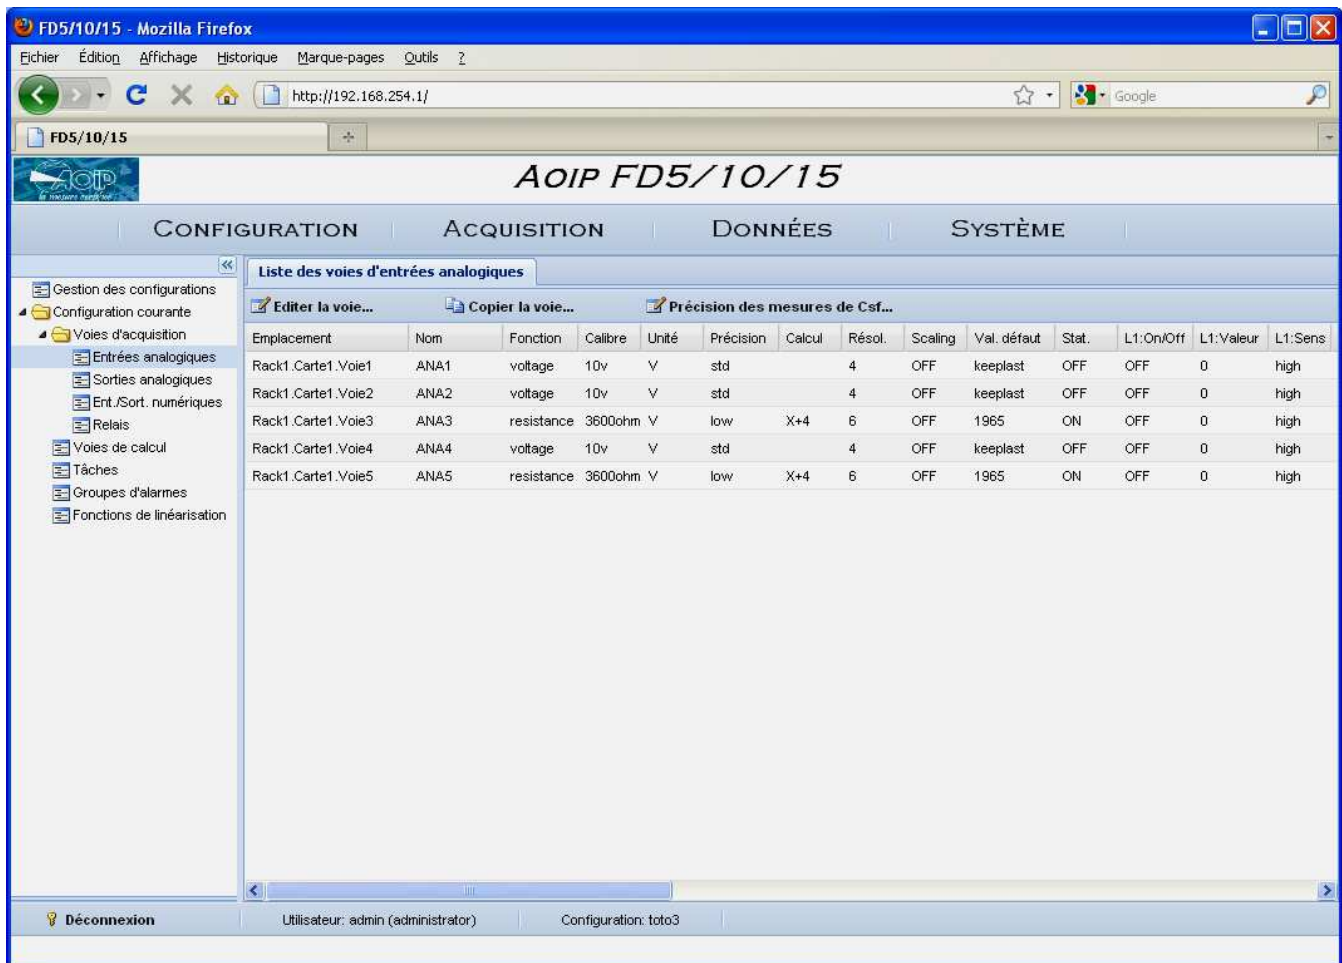 FD5/10/15 - Mozilla Firefox
Fichier Édition Affichage Historique Marque-pages Outils ?
http://192.168.254.1/ Google
FD5/10/15
AOIP
AOIP FD5/10/15
CONFIGURATION ACQUISITION DONNÉES SYSTÈME
Gestion des configurations
Configuration courante
Voies d'acquisition
Entrées analogiques
Sorties analogiques
Ent./Sort. numériques
Relais
Voies de calcul
Tâches
Groupes d'alarmes
Fonctions de linéarisation
Liste des voies d'entrées analogiques
Editer la voie... Copier la voie... Précision des mesures de Csf...
Emplacement Nom Fonction Calibre Unité Précision Calcul Résol. Scaling Val. défaut Stat. L1:On/Off L1:Valeur L1:Sens
Rack1.Carte1.Voie1 ANA1 voltage 10v V std 4 OFF keeplast OFF OFF 0 high
Rack1.Carte1.Voie2 ANA2 voltage 10v V std 4 OFF keeplast OFF OFF 0 high
Rack1.Carte1.Voie3 ANA3 resistance 3600ohm V low X+4 6 OFF 1965 ON OFF 0 high
Rack1.Carte1.Voie4 ANA4 voltage 10v V std 4 OFF keeplast OFF OFF 0 high
Rack1.Carte1.Voie5 ANA5 resistance 3600ohm V low X+4 6 OFF 1965 ON OFF 0 high
Déconnexion Utilisateur: admin (administrator) Configuration: toto3